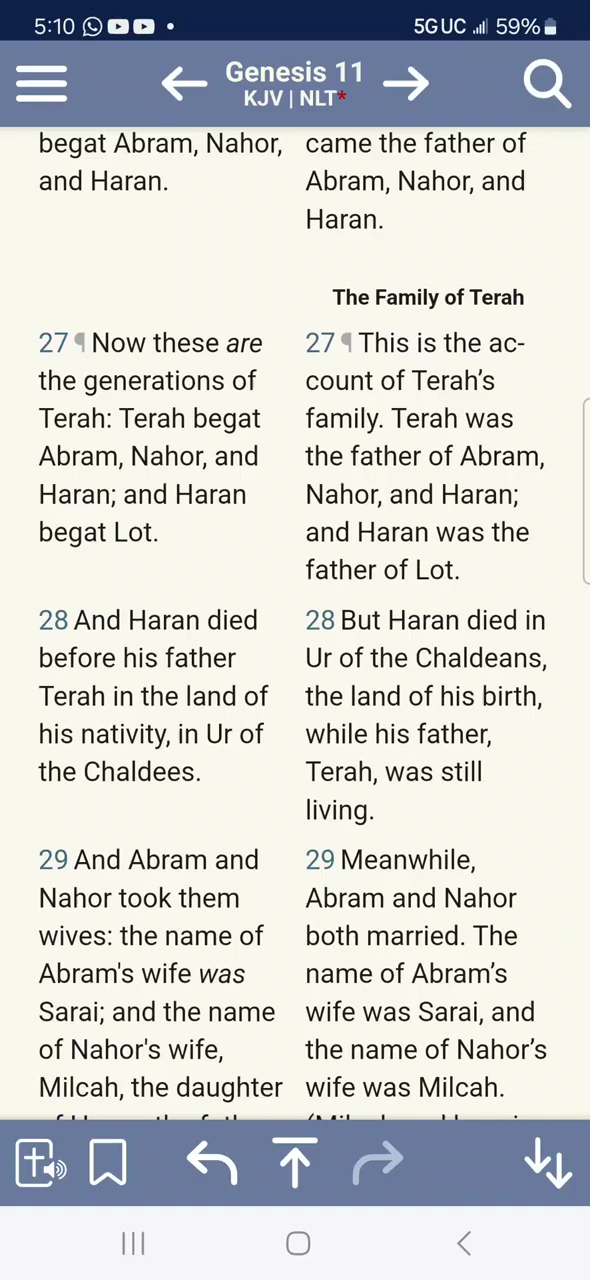 5:10
5G UC 59%
Genesis 11
KJV | NLT*
begat Abram, Nahor,
and Haran.
27 ¶ Now these are
the generations of
Terah: Terah begat
Abram, Nahor, and
Haran; and Haran
begat Lot.
28 And Haran died
before his father
Terah in the land of
his nativity, in Ur of
the Chaldees.
29 And Abram and
Nahor took them
wives: the name of
Abram's wife was
Sarai; and the name
of Nahor's wife,
Milcah, the daughter
came the father of
Abram, Nahor, and
Haran.
The Family of Terah
27 ¶ This is the ac-
count of Terah’s
family. Terah was
the father of Abram,
Nahor, and Haran;
and Haran was the
father of Lot.
28 But Haran died in
Ur of the Chaldeans,
the land of his birth,
while his father,
Terah, was still
living.
29 Meanwhile,
Abram and Nahor
both married. The
name of Abram’s
wife was Sarai, and
the name of Nahor’s
wife was Milcah.